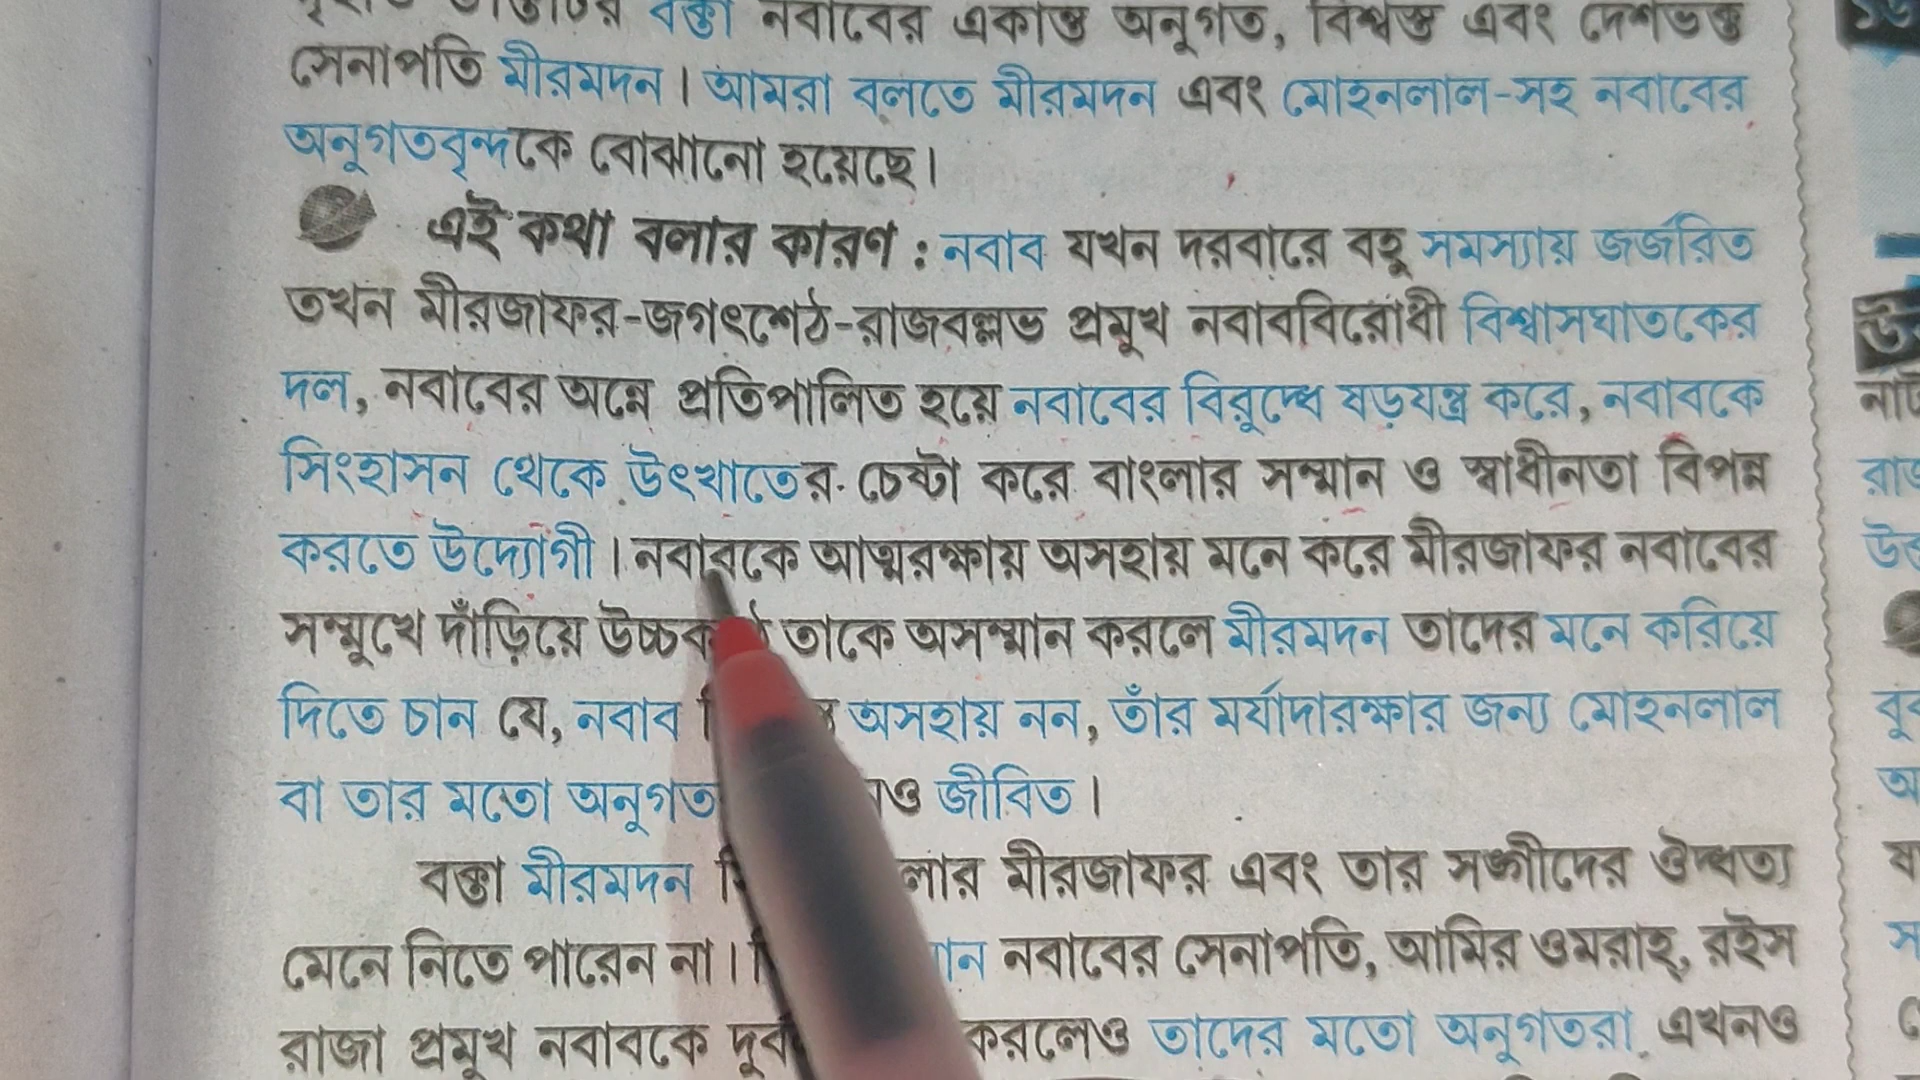 বক্তা নবাবের একান্ত অনুগত, বিশ্বস্ত এবং দেশভক্ত
সেনাপতি মীরমদন। আমরা বলতে মীরমদন এবং মোহনলাল-সহ নবাবের
অনুগতবৃন্দকে বোঝানো হয়েছে।
এই কথা বলার কারণ : নবাব যখন দরবারে বহু সমস্যায় জর্জরিত
তখন মীরজাফর-জগৎশেঠ-রাজবল্লভ প্রমুখ নবাববিরোধী বিশ্বাসঘাতকের
দল, নবাবের অন্নে প্রতিপালিত হয়ে নবাবের বিরুদ্ধে ষড়যন্ত্র করে, নবাবকে
সিংহাসন থেকে উৎখাতের চেষ্টা করে বাংলার সম্মান ও স্বাধীনতা বিপন্ন
করতে উদ্যোগী। নবাবকে আত্মরক্ষায় অসহায় মনে করে মীরজাফর নবাবের
সম্মুখে দাঁড়িয়ে তাকে অসম্মান করলে মীরমদন তাদের মনে করিয়ে
দিতে চান যে, নবাব অসহায় নন, তাঁর মর্যাদারক্ষার জন্য মোহনলাল
বা তার মতো অনুগত জীবিত।
বক্তা মীরমদন মীরজাফর এবং তার সঙ্গীদের ঔদ্ধত্য
মেনে নিতে পারেন না। নবাবের সেনাপতি, আমির ওমরাহ, রইস
রাজা প্রমুখ নবাবকে করলেও তাদের মতো অনুগতরা এখনও